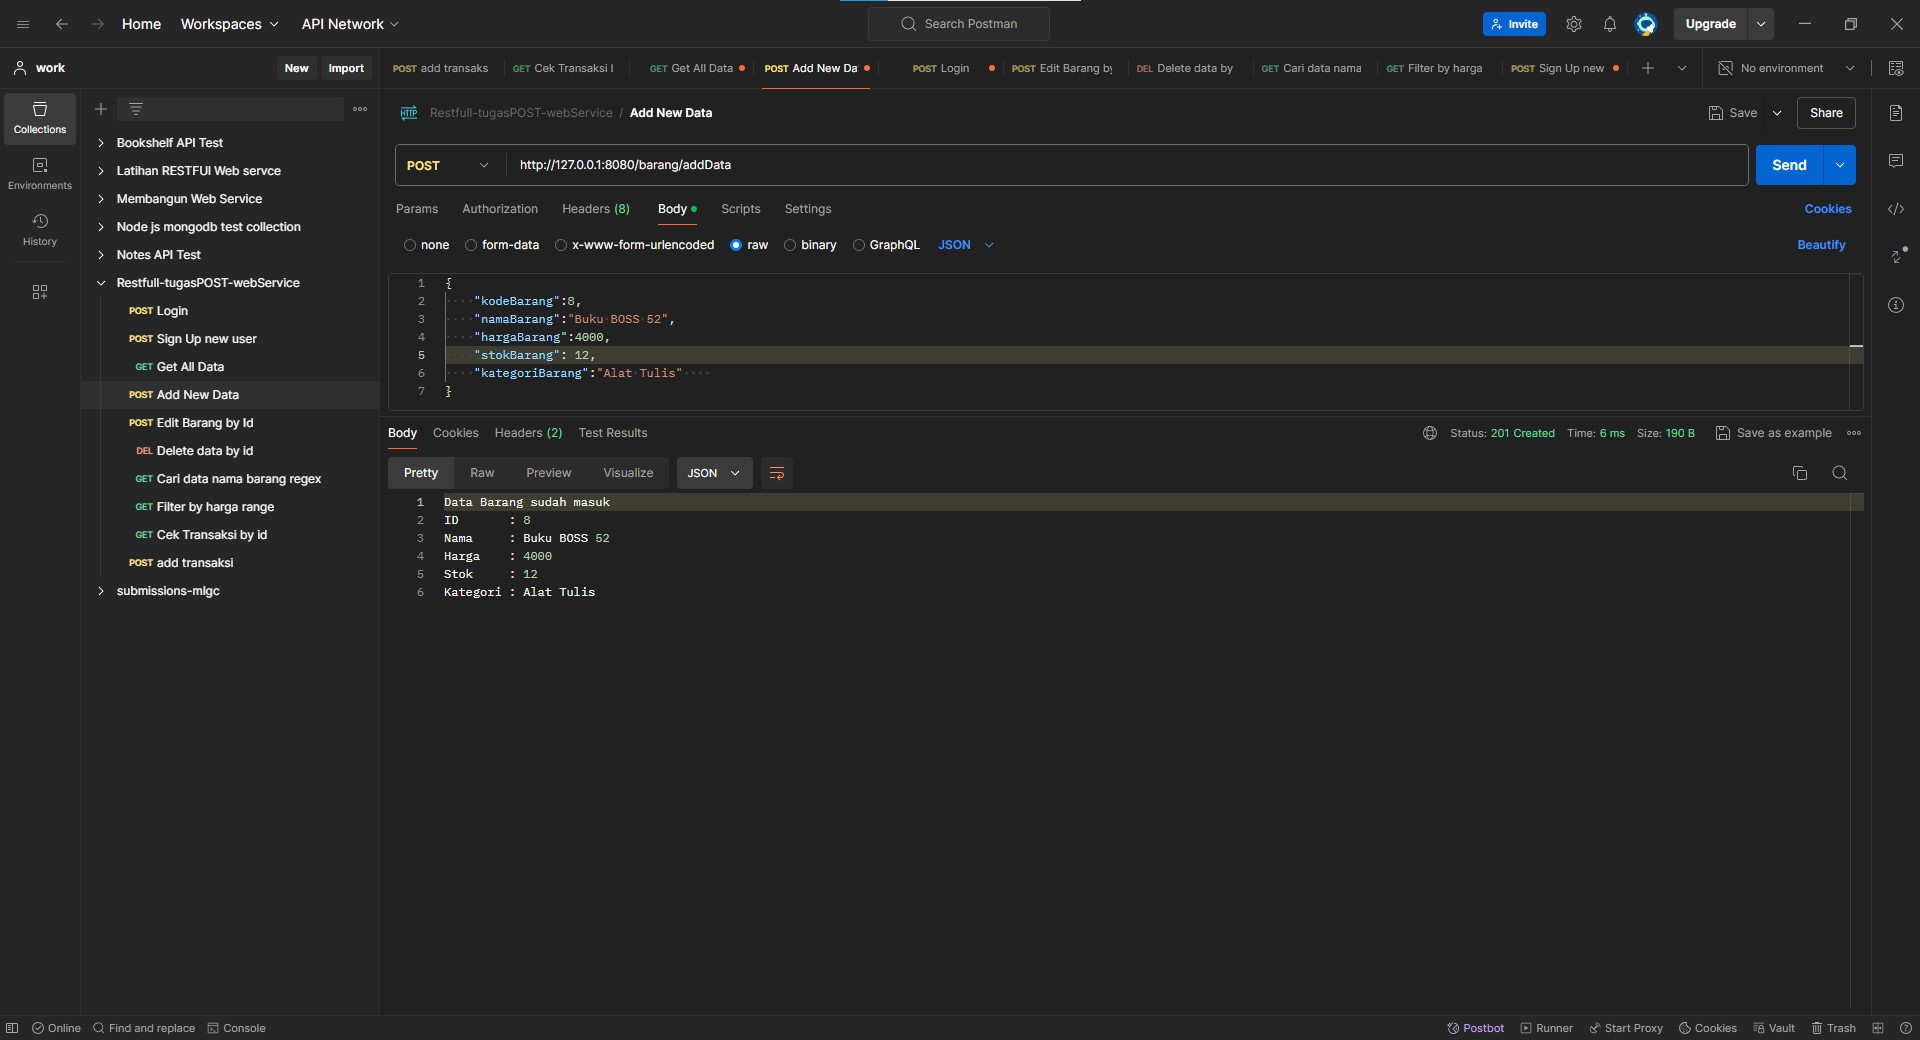 Home Workspaces API Network Search Postman Invite Upgrade
work New Import
POST add transaks GET Cek Transaksi I GET Get All Data POST Add New Da POST Login POST Edit Barang by DEL Delete data by GET Cari data nama GET Filter by harga POST Sign Up new No environment
Collections
Environments
History
Bookshelf API Test
Latihan RESTFUl Web servce
Membangun Web Service
Node js mongodb test collection
Notes API Test
Restfull-tugasPOST-webService
POST Login
POST Sign Up new user
GET Get All Data
POST Add New Data
POST Edit Barang by Id
DEL Delete data by id
GET Cari data nama barang regex
GET Filter by harga range
GET Cek Transaksi by id
POST add transaksi
submissions-mlgc
HTTP Restfull-tugasPOST-webService / Add New Data Save Share
POST http://127.0.0.1:8080/barang/addData Send
Params Authorization Headers (8) Body Scripts Settings Cookies
none form-data x-www-form-urlencoded raw binary GraphQL JSON Beautify
1 {
2 "kodeBarang":8,
3 "namaBarang":"Buku BOSS 52",
4 "hargaBarang":4000,
5 "stokBarang": 12,
6 "kategoriBarang":"Alat Tulis"
7 }
Body Cookies Headers (2) Test Results Status: 201 Created Time: 6 ms Size: 190 B Save as example
Pretty Raw Preview Visualize JSON
1 Data Barang sudah masuk
2 ID : 8
3 Nama : Buku BOSS 52
4 Harga : 4000
5 Stok : 12
6 Kategori : Alat Tulis
Online Find and replace Console Postbot Runner Start Proxy Cookies Vault Trash